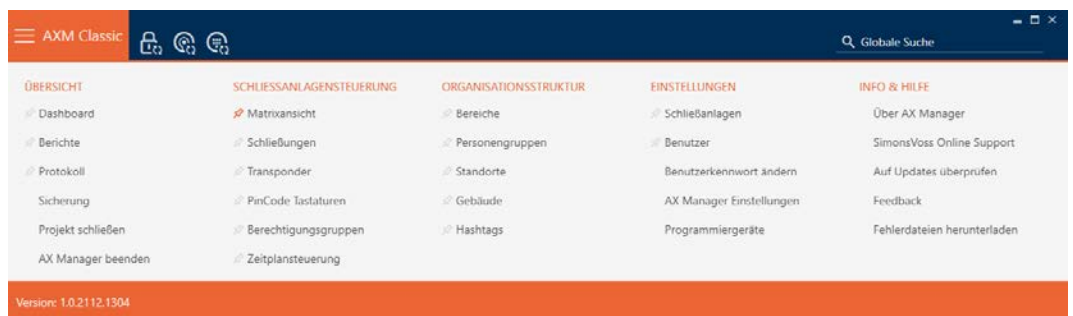 AXM Classic
Globale Suche
ÜBERSICHT
Dashboard
Berichte
Protokoll
Sicherung
Projekt schließen
AX Manager beenden
SCHLIESSANLAGENSTEUERUNG
Matrixansicht
Schließungen
Transponder
PinCode Tastaturen
Berechtigungsgruppen
Zeitplansteuerung
ORGANISATIONSSTRUKTUR
Bereiche
Personengruppen
Standorte
Gebäude
Hashtags
EINSTELLUNGEN
Schließanlagen
Benutzer
Benutzerkennwort ändern
AX Manager Einstellungen
Programmiergeräte
INFO & HILFE
Über AX Manager
SimonsVoss Online Support
Auf Updates überprüfen
Feedback
Fehlerdateien herunterladen
Version: 1.0.2112.1304